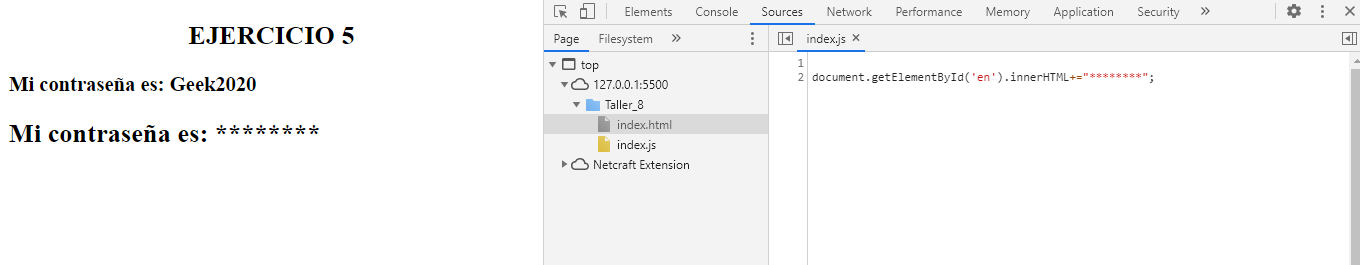 EJERCICIO 5
Mi contraseña es: Geek2020
Mi contraseña es: ********
Elements Console Sources Network Performance Memory Application Security »
Page Filesystem »
top
127.0.0.1:5500
Taller_8
index.html
index.js
Netcraft Extension
index.js ×
1
2 document.getElementById('en').innerHTML+="********";